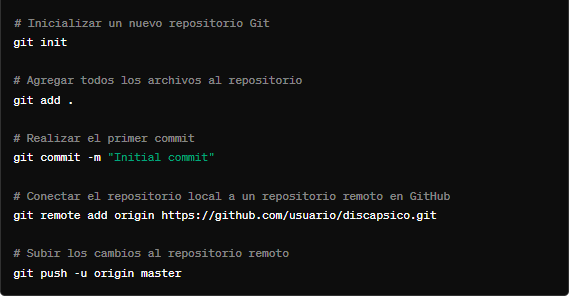 # Inicializar un nuevo repositorio Git
git init
# Agregar todos los archivos al repositorio
git add .
# Realizar el primer commit
git commit -m "Initial commit"
# Conectar el repositorio local a un repositorio remoto en GitHub
git remote add origin https://github.com/usuario/discapsico.git
# Subir los cambios al repositorio remoto
git push -u origin master